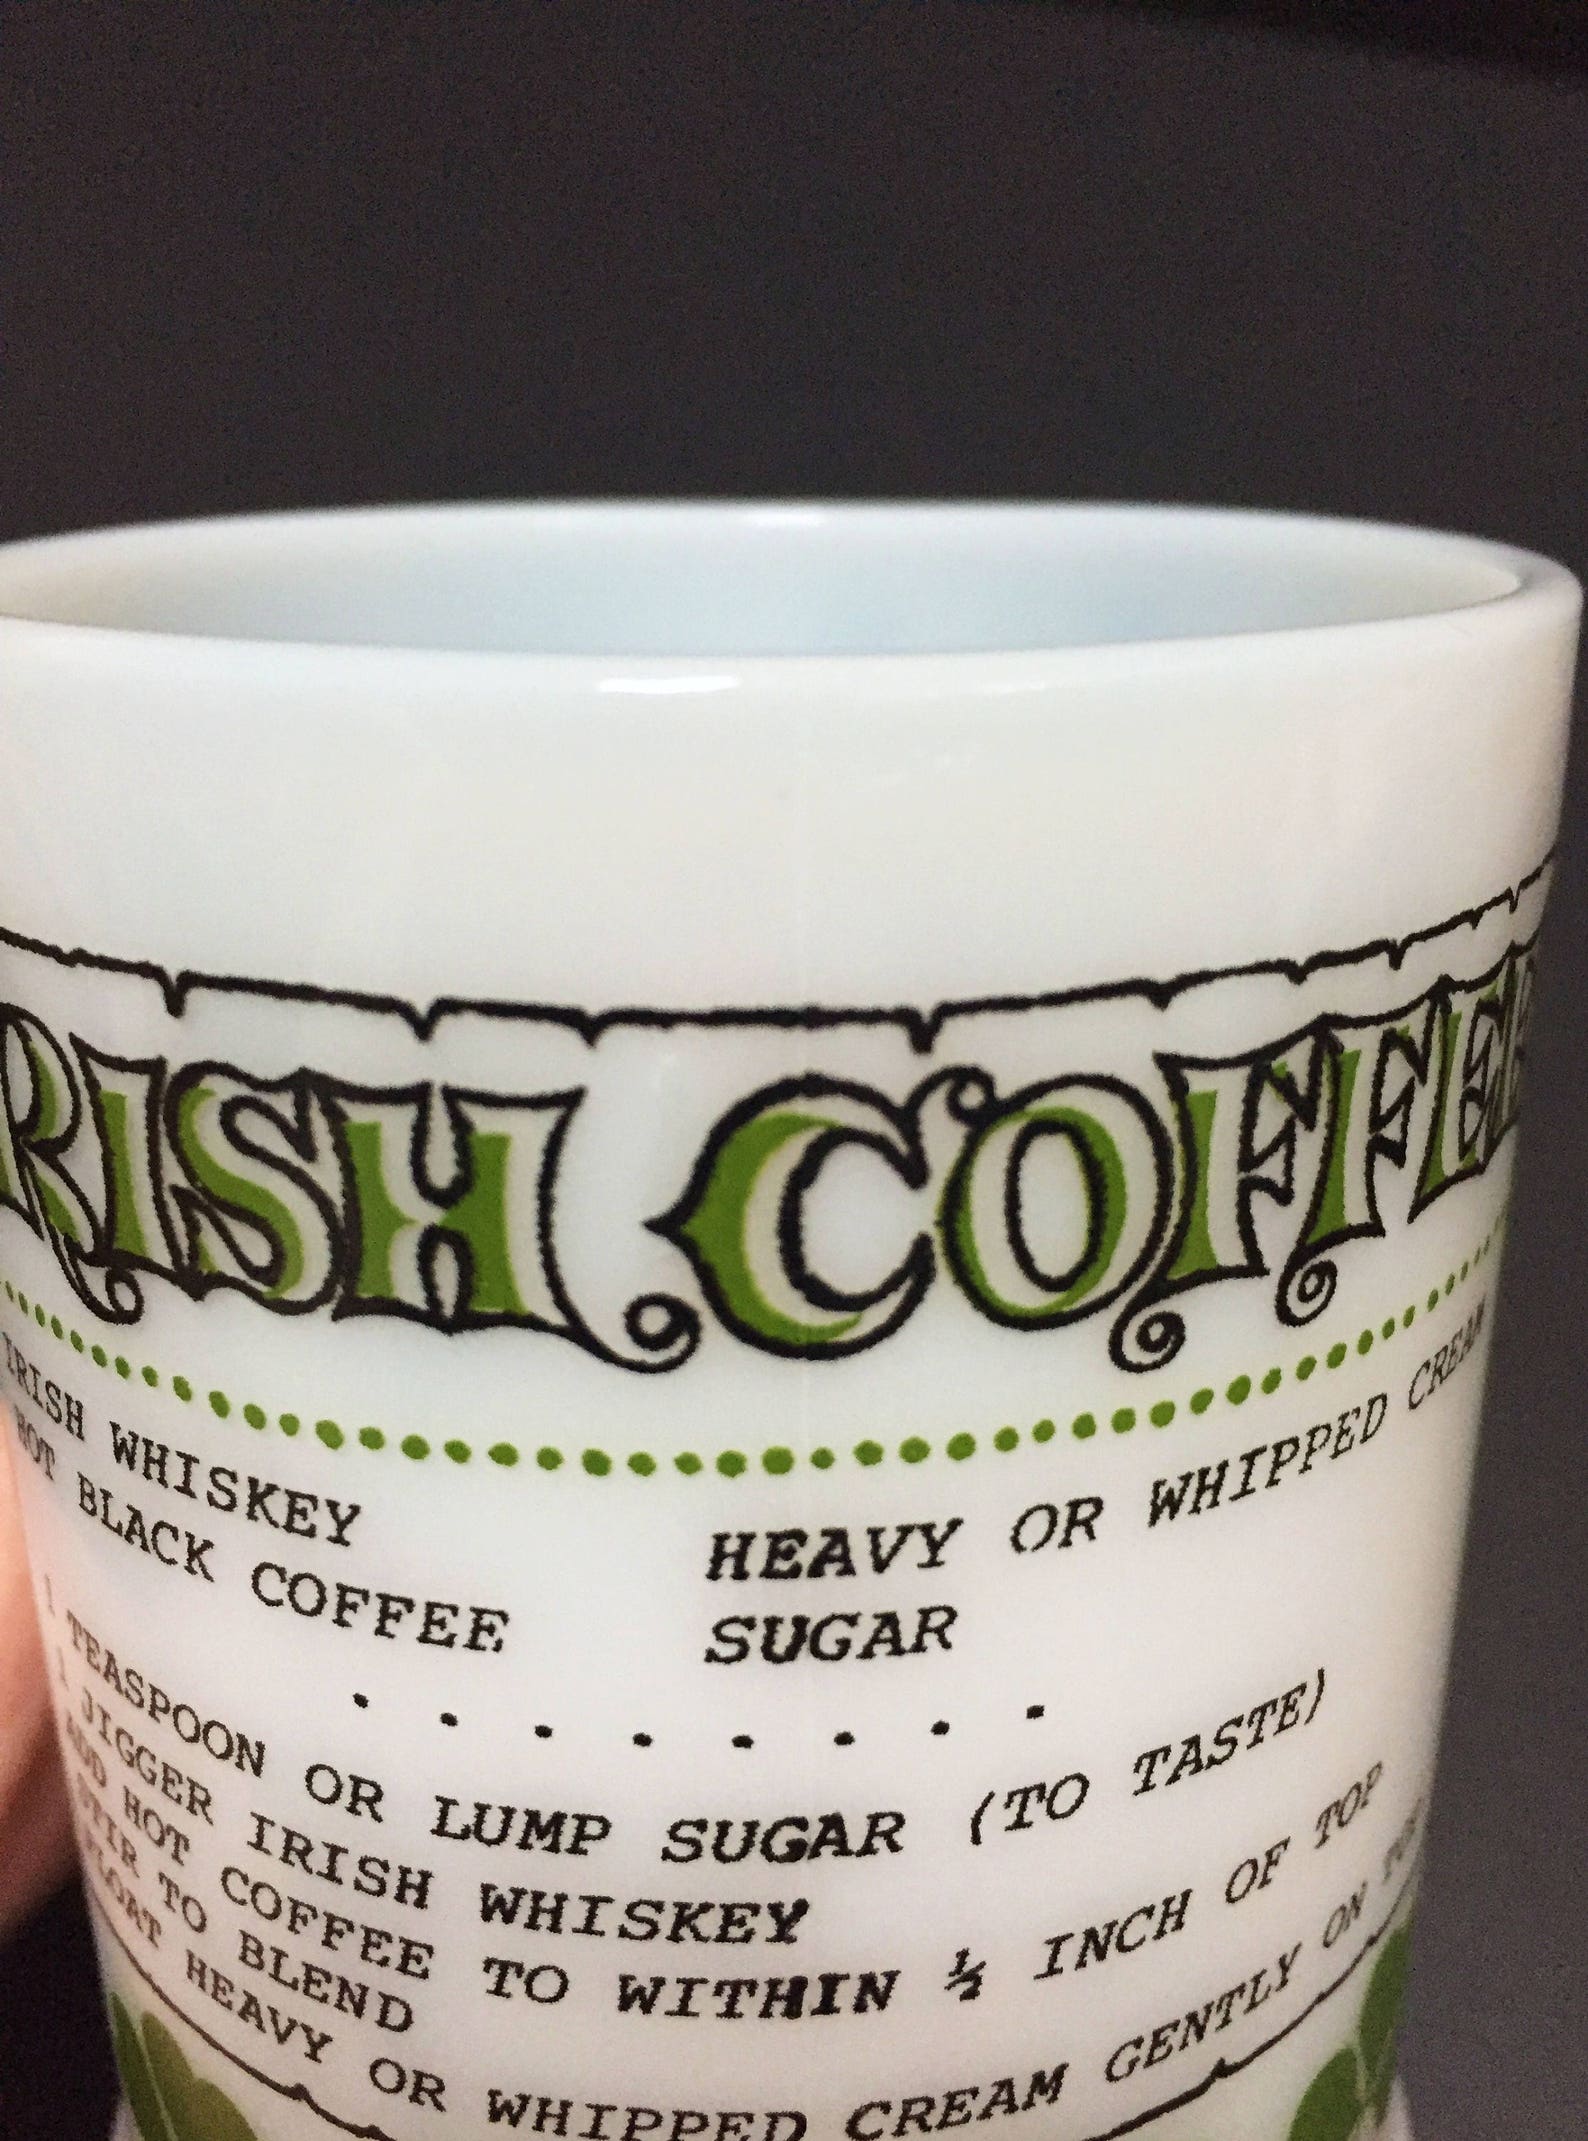 IRISH COFFEE
IRISH WHISKEY HEAVY OR WHIPPED CREAM
HOT BLACK COFFEE SUGAR
. . . . . . . .
1 TEASPOON OR LUMP SUGAR (TO TASTE)
1 JIGGER IRISH WHISKEY
ADD HOT COFFEE TO WITHIN ½ INCH OF TOP
STIR TO BLEND
FLOAT HEAVY OR WHIPPED CREAM GENTLY ON TOP